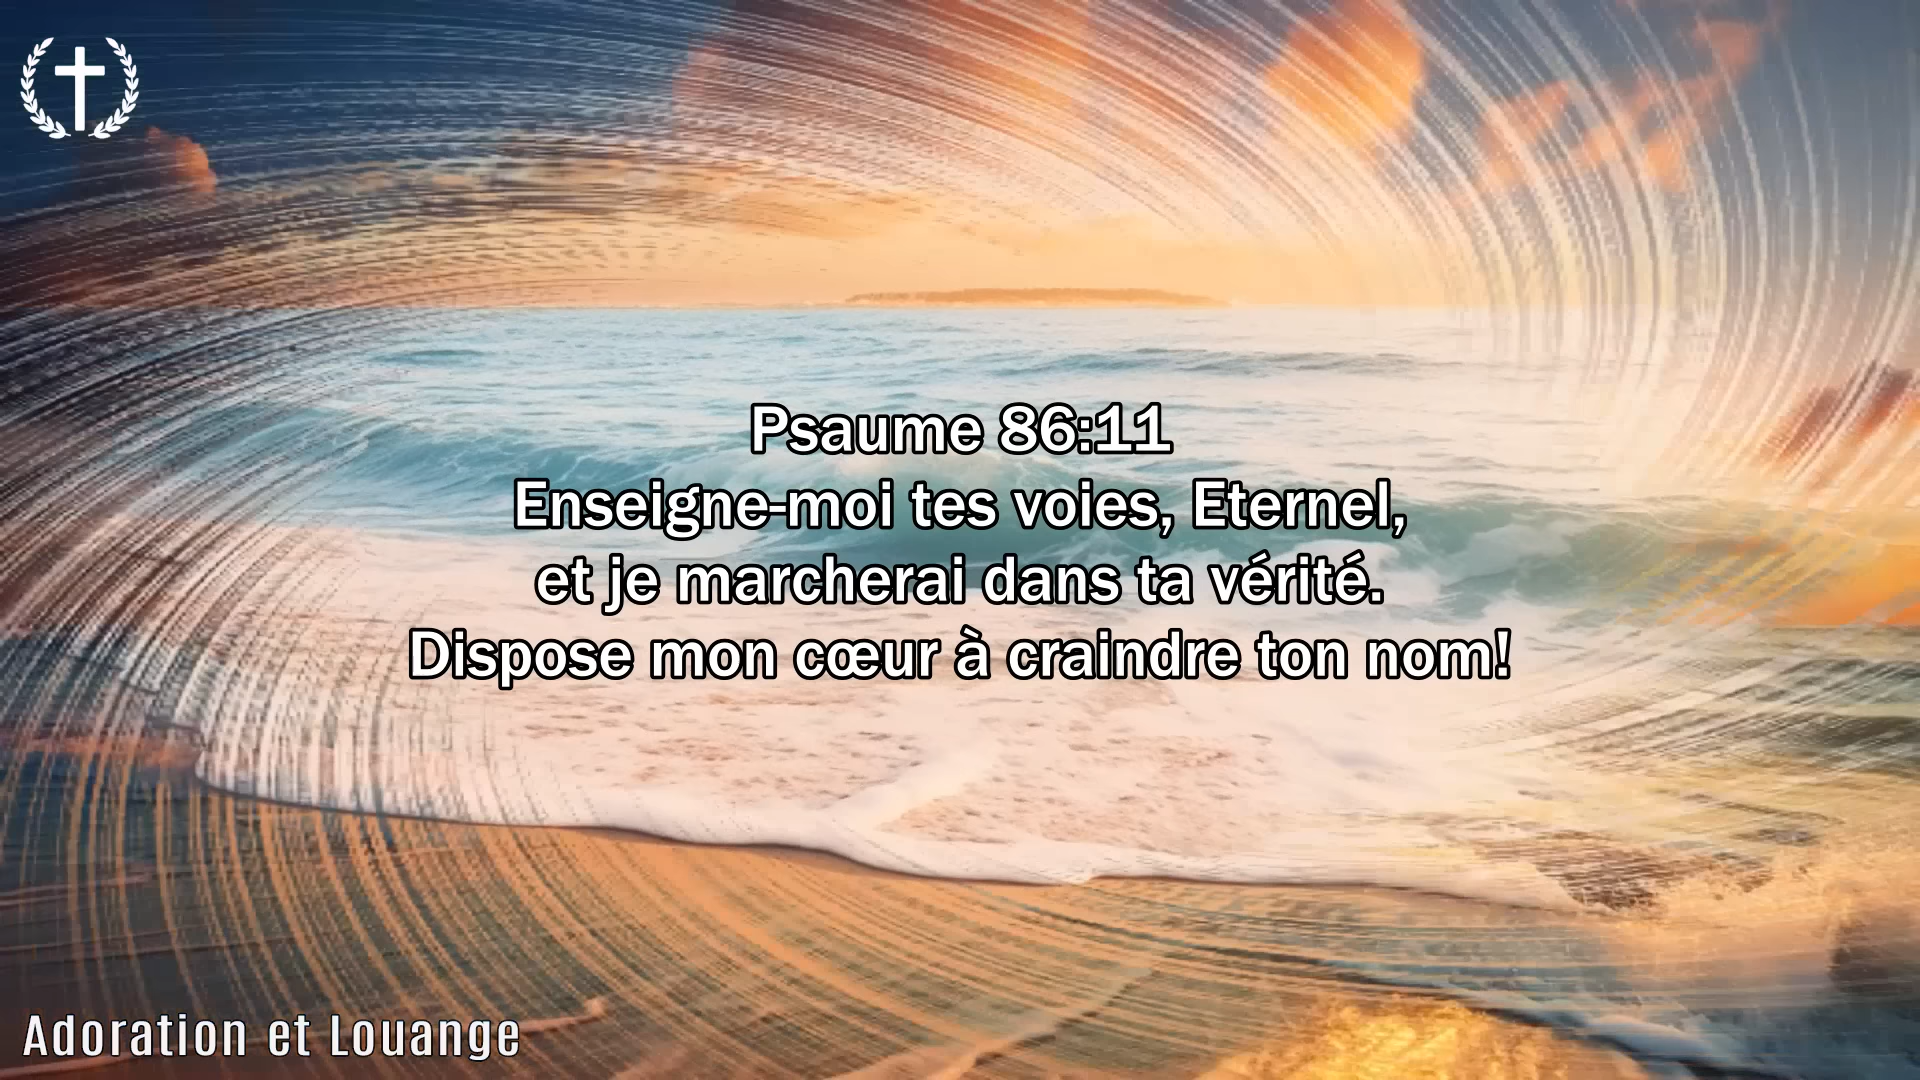 Psaume 86:11
Enseigne-moi tes voies, Eternel,
et je marcherai dans ta vérité.
Dispose mon cœur à craindre ton nom!
Adoration et Louange